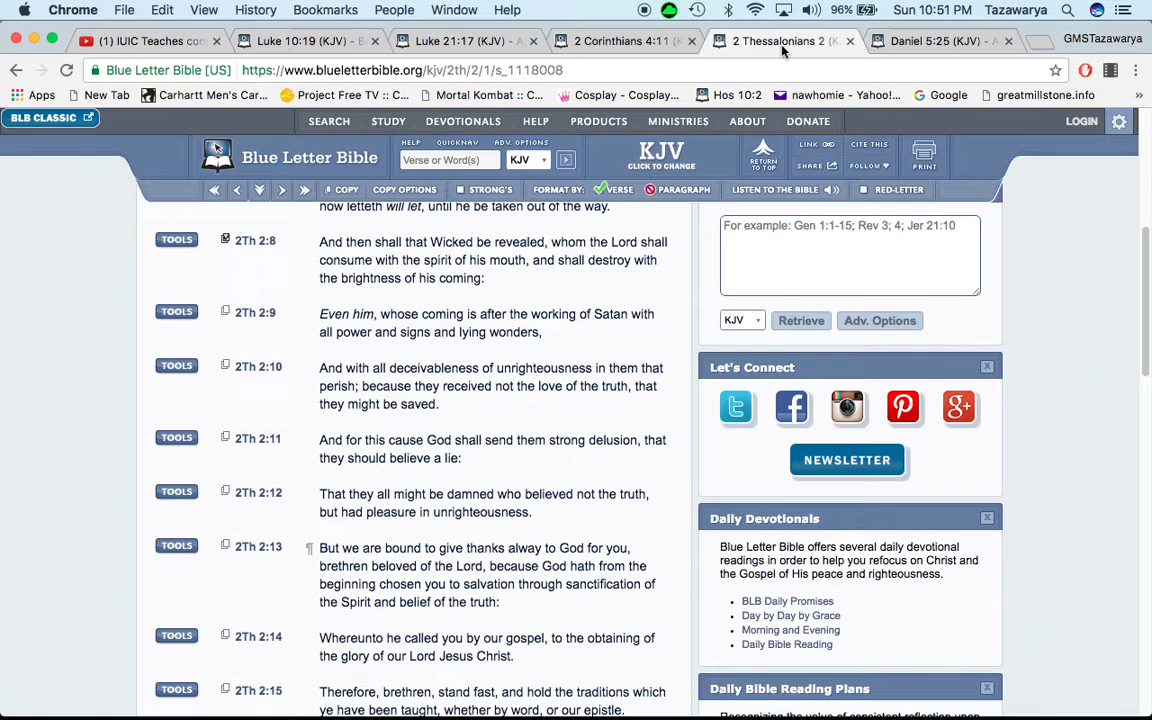 Chrome File Edit View History Bookmarks People Window Help 96% Sun 10:51 PM Tazawarya
(1) IUIC Teaches con Luke 10:19 (KJV) - B Luke 21:17 (KJV) - A 2 Corinthians 4:11 (K 2 Thessalonians 2 (K Daniel 5:25 (KJV) - A GMSTazawarya
Blue Letter Bible [US] https://www.blueletterbible.org/kjv/2th/2/1/s_1118008
Apps New Tab Carhartt Men's Car... Project Free TV :: C... Mortal Kombat :: C... Cosplay - Cosplay... Hos 10:2 nawhomie - Yahoo!... Google greatmillstone.info »
BLB CLASSIC SEARCH STUDY DEVOTIONALS HELP PRODUCTS MINISTRIES ABOUT DONATE LOGIN
HELP QUICKNAV ADV. OPTIONS
Blue Letter Bible Verse or Word(s) KJV
KJV
CLICK TO CHANGE
RETURN
TO TOP
LINK CITE THIS
SHARE FOLLOW PRINT
COPY COPY OPTIONS STRONG'S FORMAT BY: VERSE PARAGRAPH LISTEN TO THE BIBLE RED-LETTER
now letteth will let, until he be taken out of the way.
TOOLS 2Th 2:8 And then shall that Wicked be revealed, whom the Lord shall
consume with the spirit of his mouth, and shall destroy with
the brightness of his coming:
TOOLS 2Th 2:9 Even him, whose coming is after the working of Satan with
all power and signs and lying wonders,
TOOLS 2Th 2:10 And with all deceivableness of unrighteousness in them that
perish; because they received not the love of the truth, that
they might be saved.
TOOLS 2Th 2:11 And for this cause God shall send them strong delusion, that
they should believe a lie:
TOOLS 2Th 2:12 That they all might be damned who believed not the truth,
but had pleasure in unrighteousness.
TOOLS 2Th 2:13 ¶ But we are bound to give thanks alway to God for you,
brethren beloved of the Lord, because God hath from the
beginning chosen you to salvation through sanctification of
the Spirit and belief of the truth:
TOOLS 2Th 2:14 Whereunto he called you by our gospel, to the obtaining of
the glory of our Lord Jesus Christ.
TOOLS 2Th 2:15 Therefore, brethren, stand fast, and hold the traditions which
ye have been taught, whether by word, or our epistle.
For example: Gen 1:1-15; Rev 3; 4; Jer 21:10
KJV Retrieve Adv. Options
Let's Connect
NEWSLETTER
Daily Devotionals
Blue Letter Bible offers several daily devotional
readings in order to help you refocus on Christ and
the Gospel of His peace and righteousness.
• BLB Daily Promises
• Day by Day by Grace
• Morning and Evening
• Daily Bible Reading
Daily Bible Reading Plans
Recognizing the value of consistent reflection upon